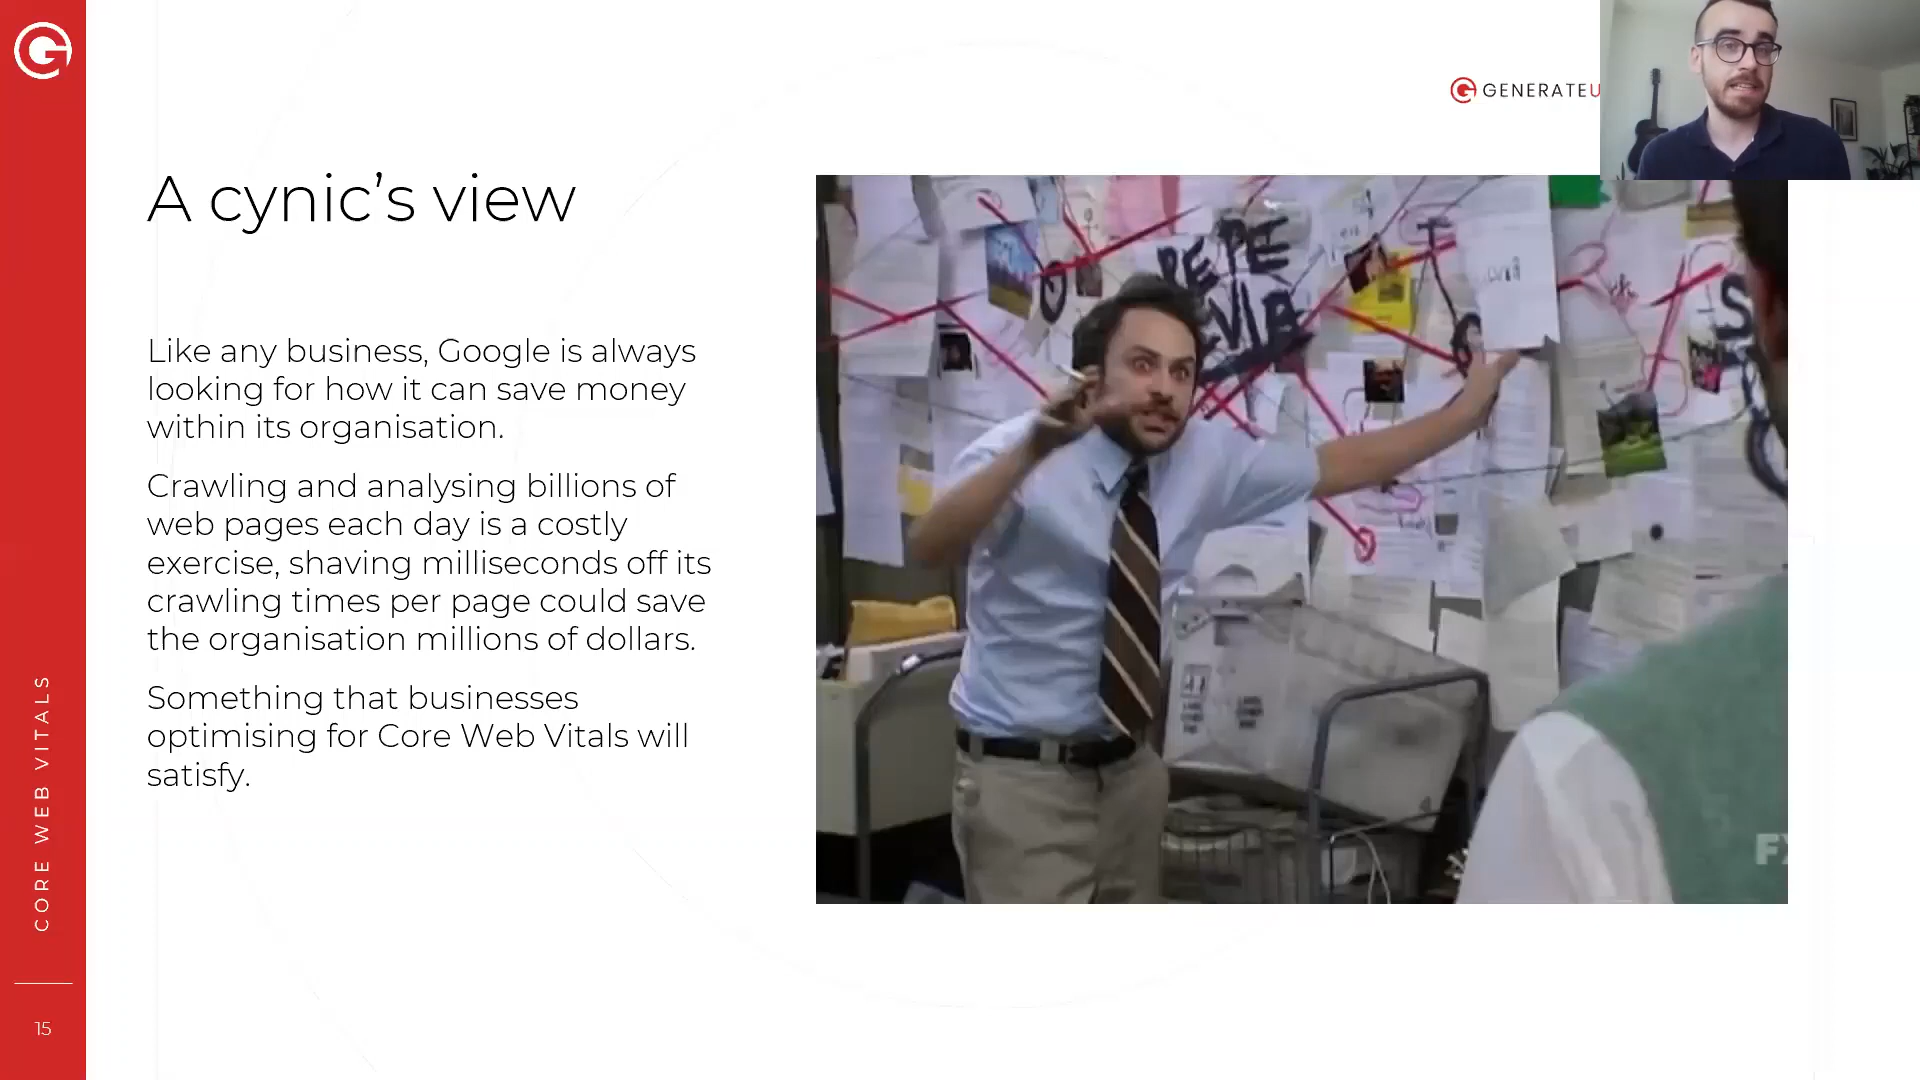 GENERATEU
A cynic’s view
Like any business, Google is always
looking for how it can save money
within its organisation.
Crawling and analysing billions of
web pages each day is a costly
exercise, shaving milliseconds off its
crawling times per page could save
the organisation millions of dollars.
Something that businesses
optimising for Core Web Vitals will
satisfy.
PEPE
SILVIA
FX
CORE WEB VITALS
15